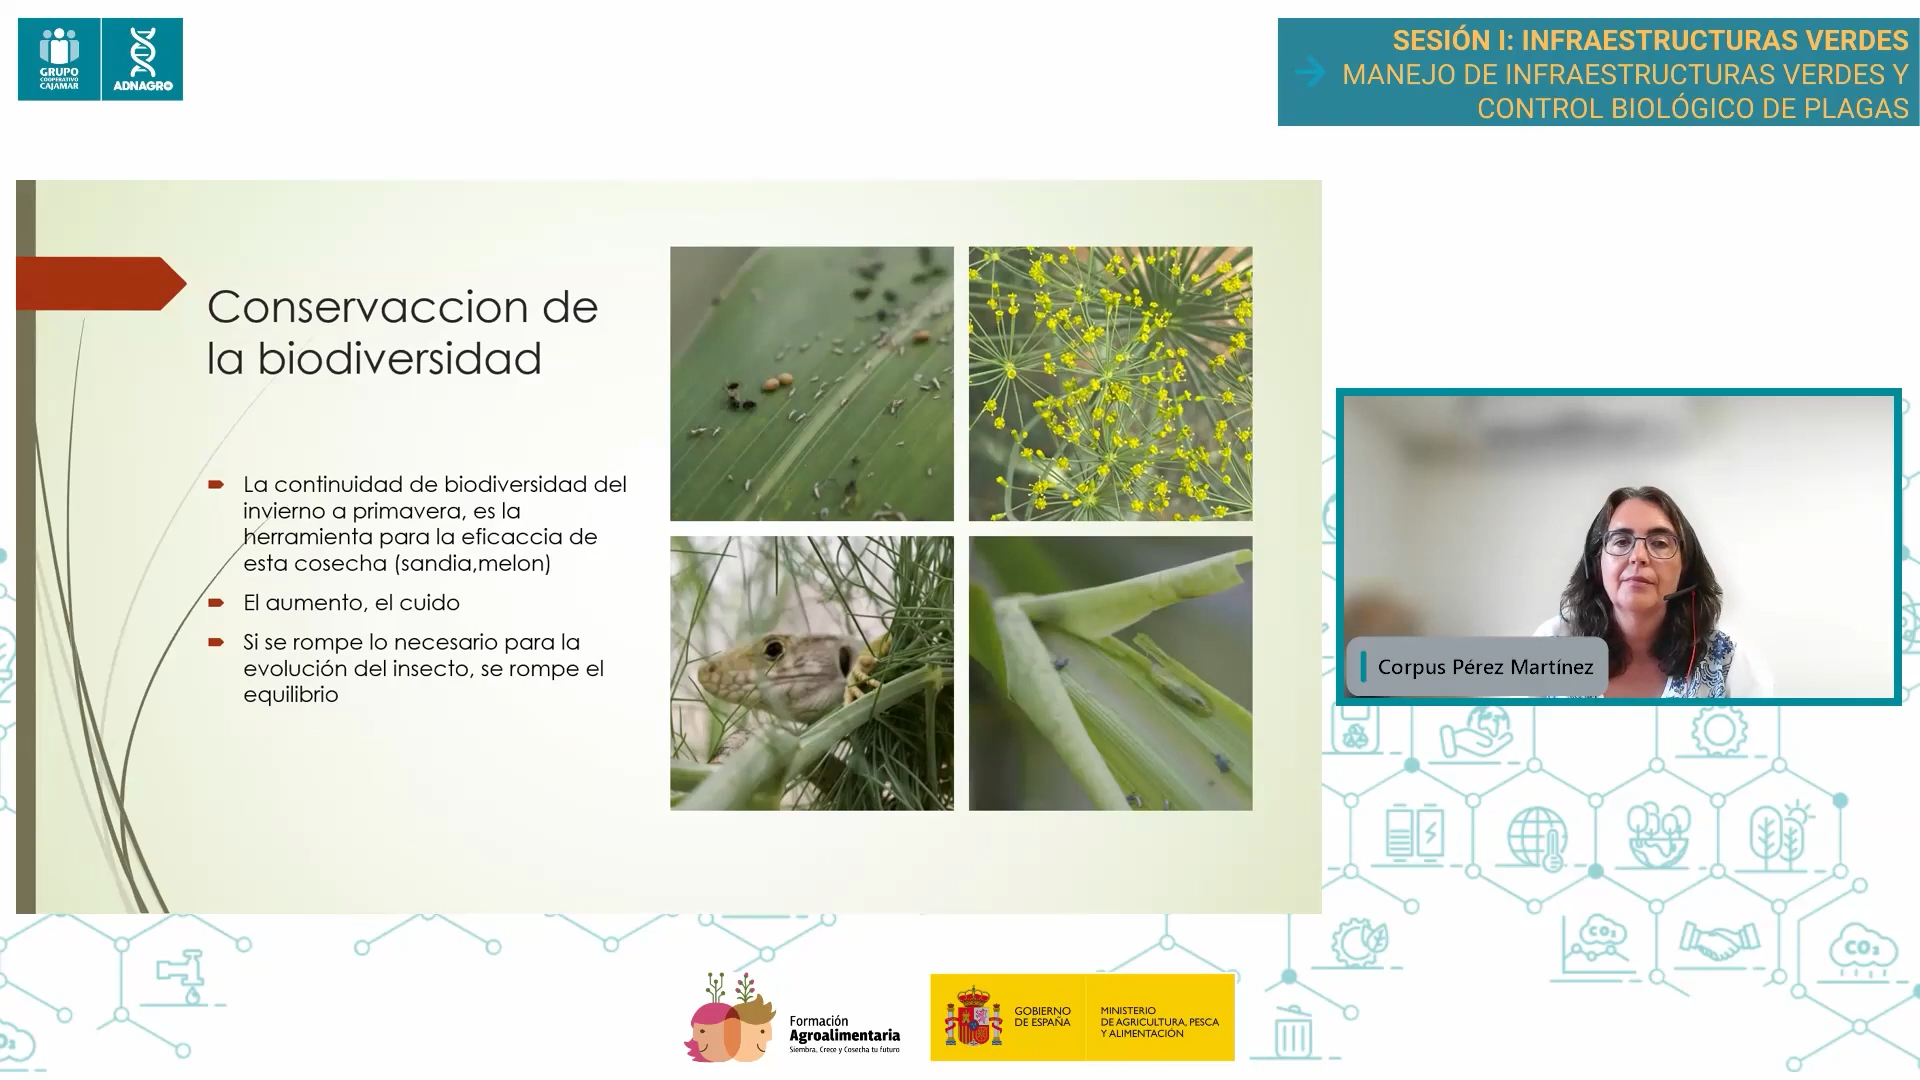 GRUPO
COOPERATIVO
CAJAMAR
ADNAGRO
SESIÓN I: INFRAESTRUCTURAS VERDES
MANEJO DE INFRAESTRUCTURAS VERDES Y
CONTROL BIOLÓGICO DE PLAGAS
Conservaccion de
la biodiversidad
La continuidad de biodiversidad del
invierno a primavera, es la
herramienta para la eficaccia de
esta cosecha (sandia,melon)
El aumento, el cuido
Si se rompe lo necesario para la
evolución del insecto, se rompe el
equilibrio
Corpus Pérez Martínez
CO2
CO2
Formación
Agroalimentaria
Siembra, Crece y Cosecha tu futuro
GOBIERNO
DE ESPAÑA
MINISTERIO
DE AGRICULTURA, PESCA
Y ALIMENTACIÓN